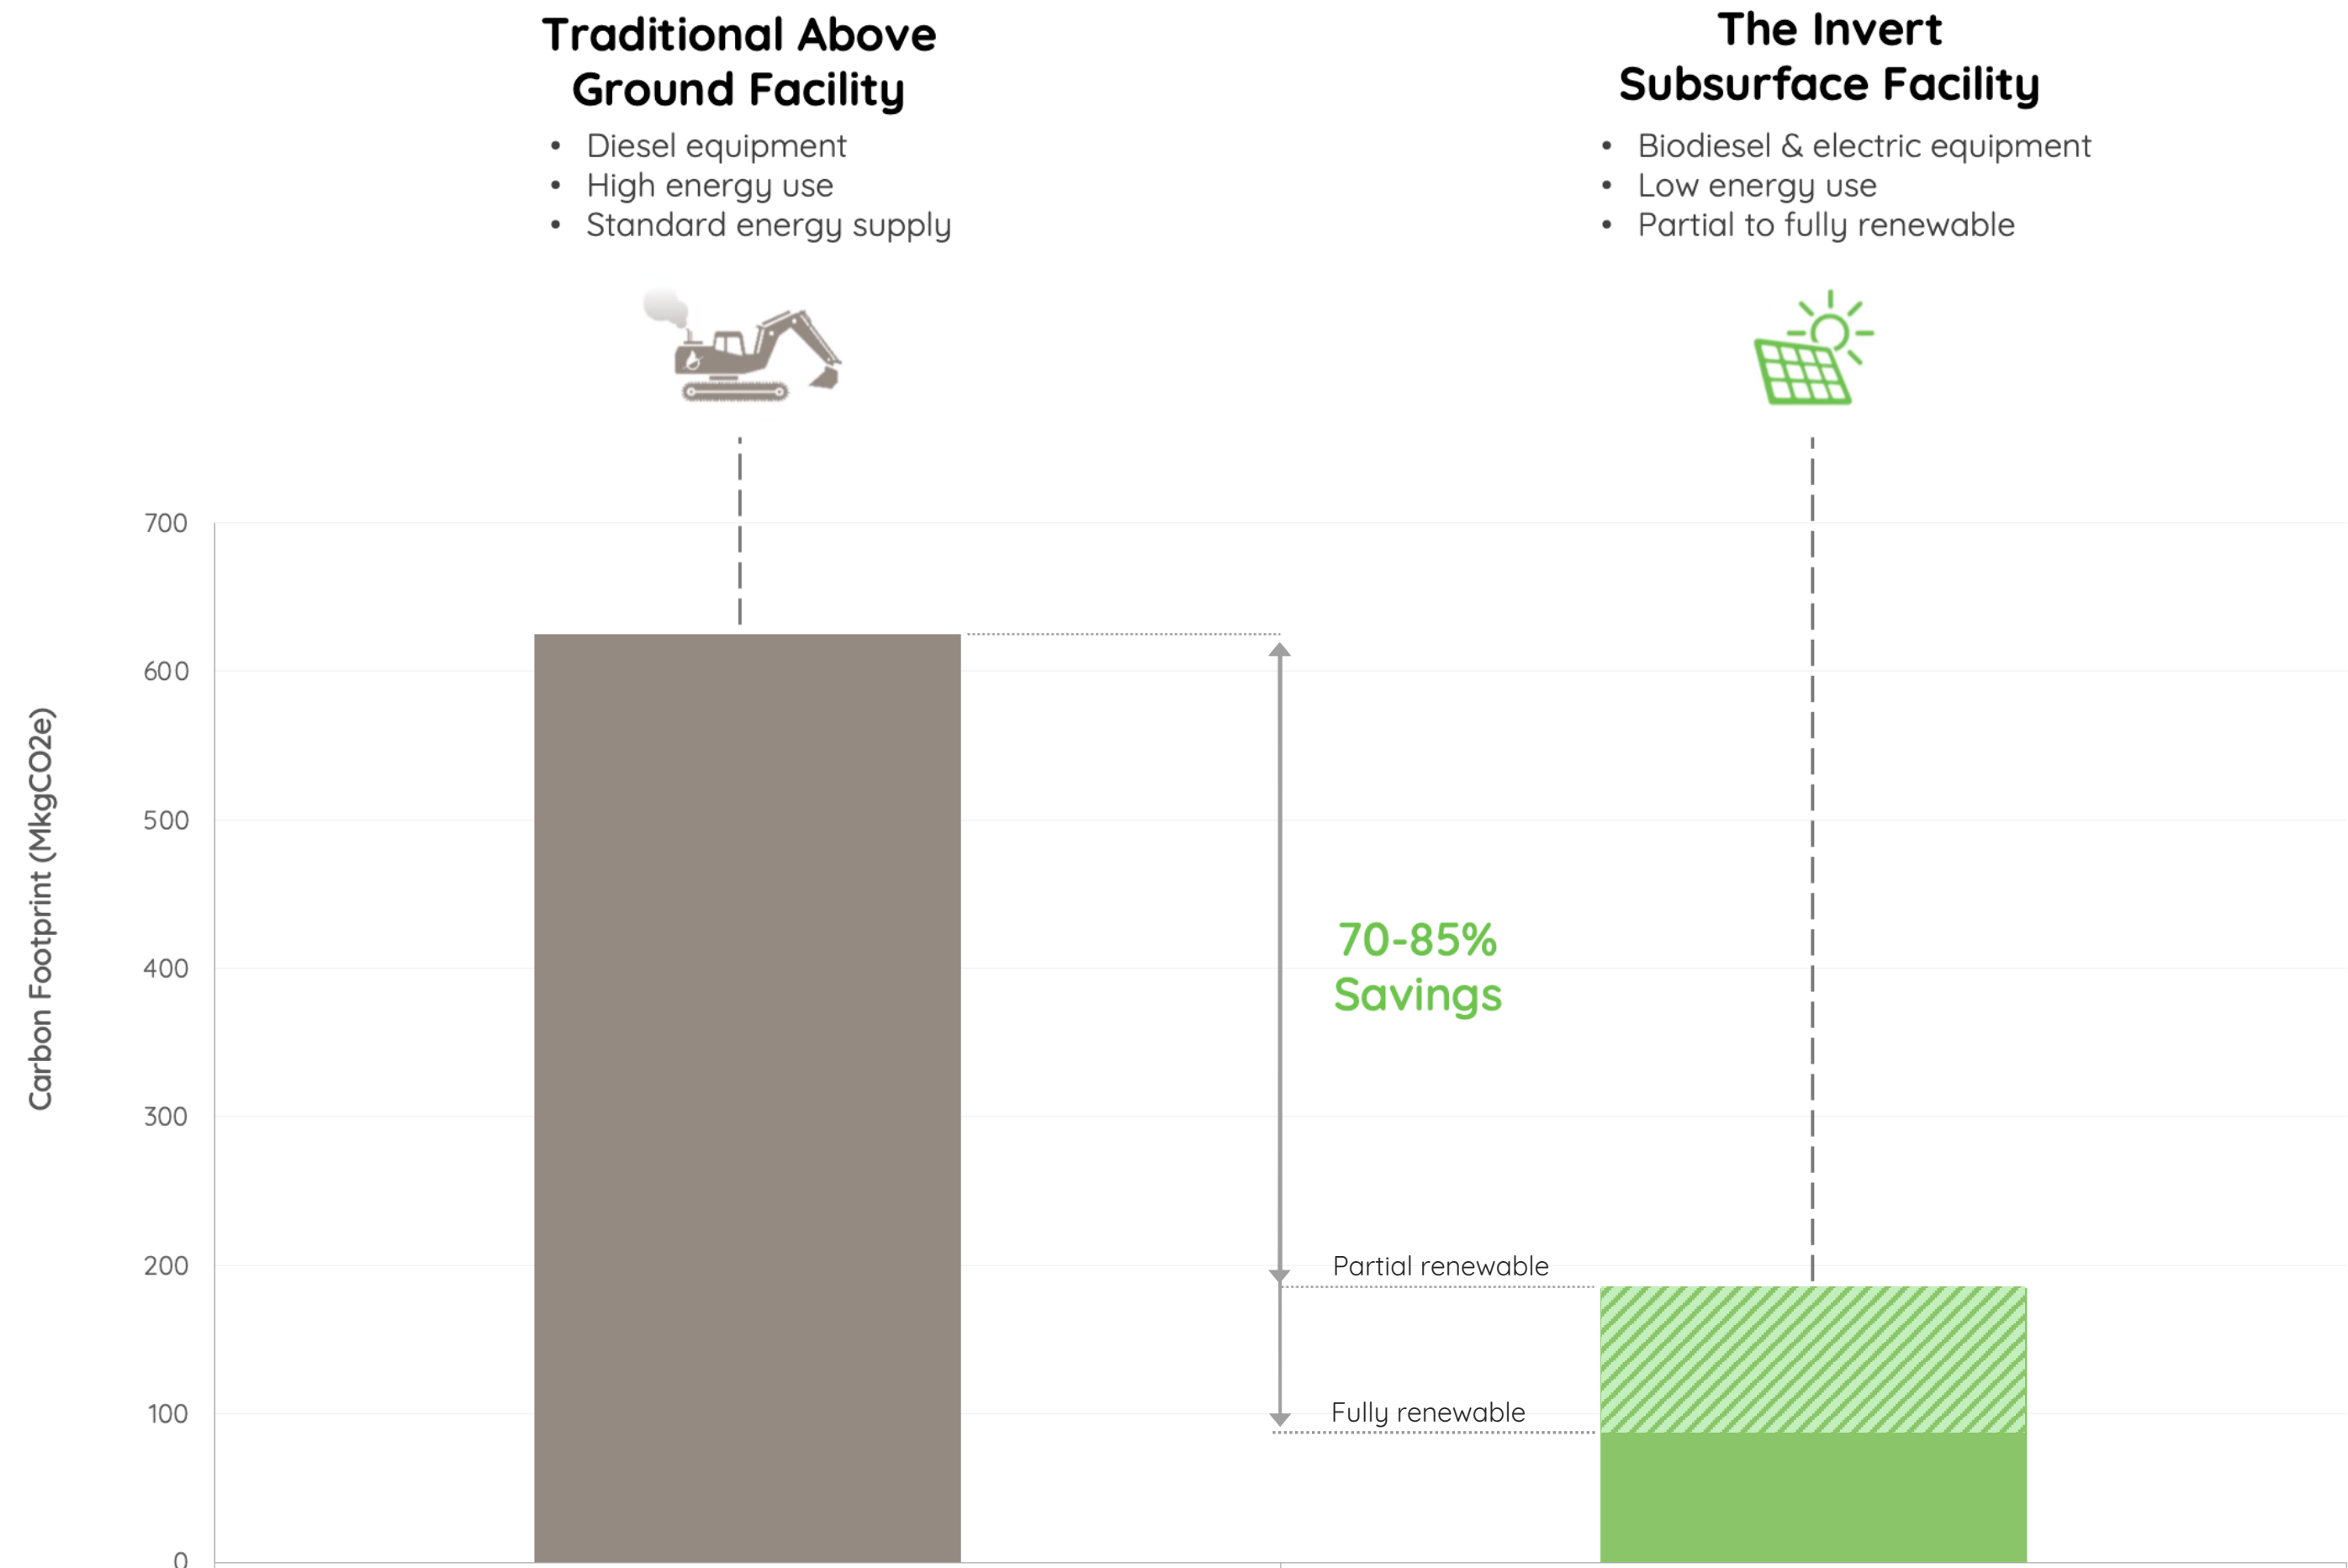 Traditional Above
Ground Facility
• Diesel equipment
• High energy use
• Standard energy supply
The Invert
Subsurface Facility
• Biodiesel & electric equipment
• Low energy use
• Partial to fully renewable
Carbon Footprint (MkgCO2e)
700
600
500
400
300
200
100
0
70-85%
Savings
Partial renewable
Fully renewable